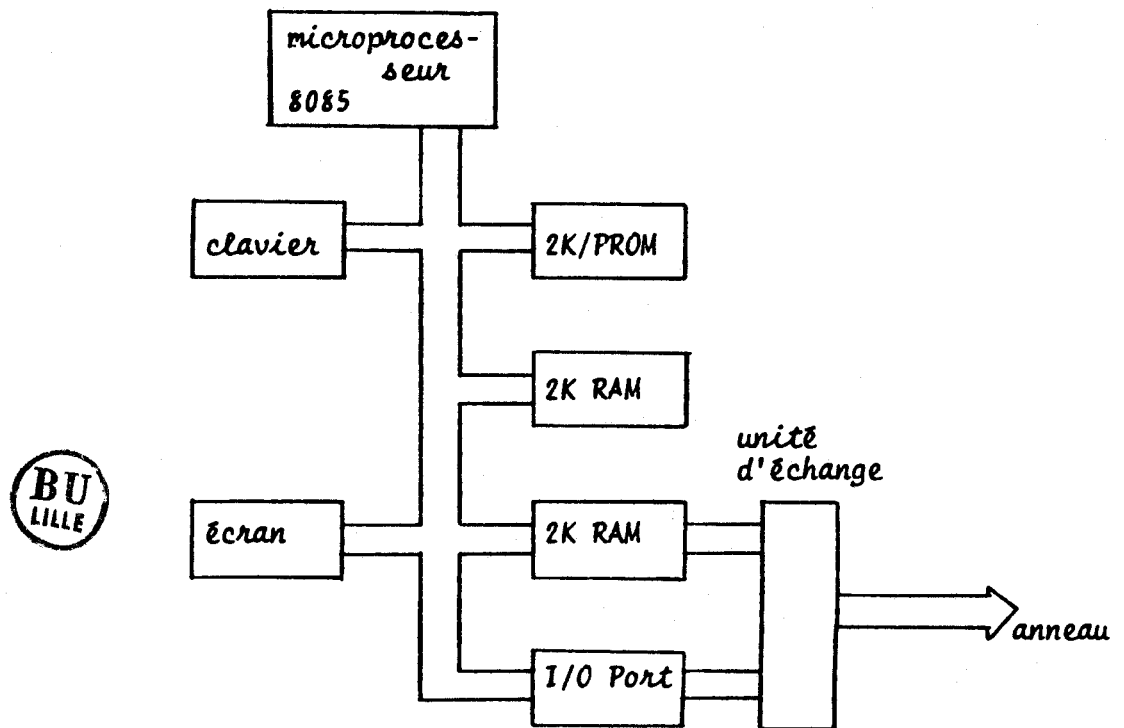 microproces-
seur
8085
clavier
2K/PROM
2K RAM
unité
d'échange
BU
LILLE
écran
2K RAM
anneau
I/O Port